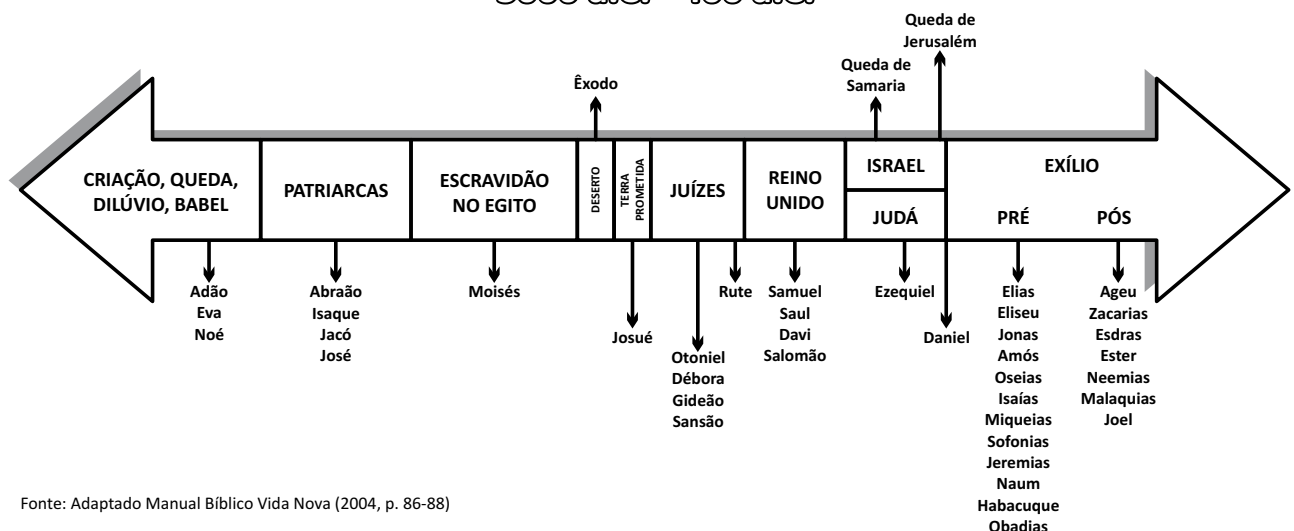 Queda de
Jerusalém
Queda de
Samaria
Êxodo
CRIAÇÃO, QUEDA,
DILÚVIO, BABEL
PATRIARCAS
ESCRAVIDÃO
NO EGITO
DESERTO
TERRA
PROMETIDA
JUÍZES
REINO
UNIDO
ISRAEL
JUDÁ
EXÍLIO
PRÉ
PÓS
Adão
Eva
Noé
Abraão
Isaque
Jacó
José
Moisés
Josué
Otoniel
Débora
Gideão
Sansão
Rute
Samuel
Saul
Davi
Salomão
Ezequiel
Daniel
Elias
Eliseu
Jonas
Amós
Oseias
Isaías
Miqueias
Sofonias
Jeremias
Naum
Habacuque
Obadias
Ageu
Zacarias
Esdras
Ester
Neemias
Malaquias
Joel
Fonte: Adaptado Manual Bíblico Vida Nova (2004, p. 86-88)